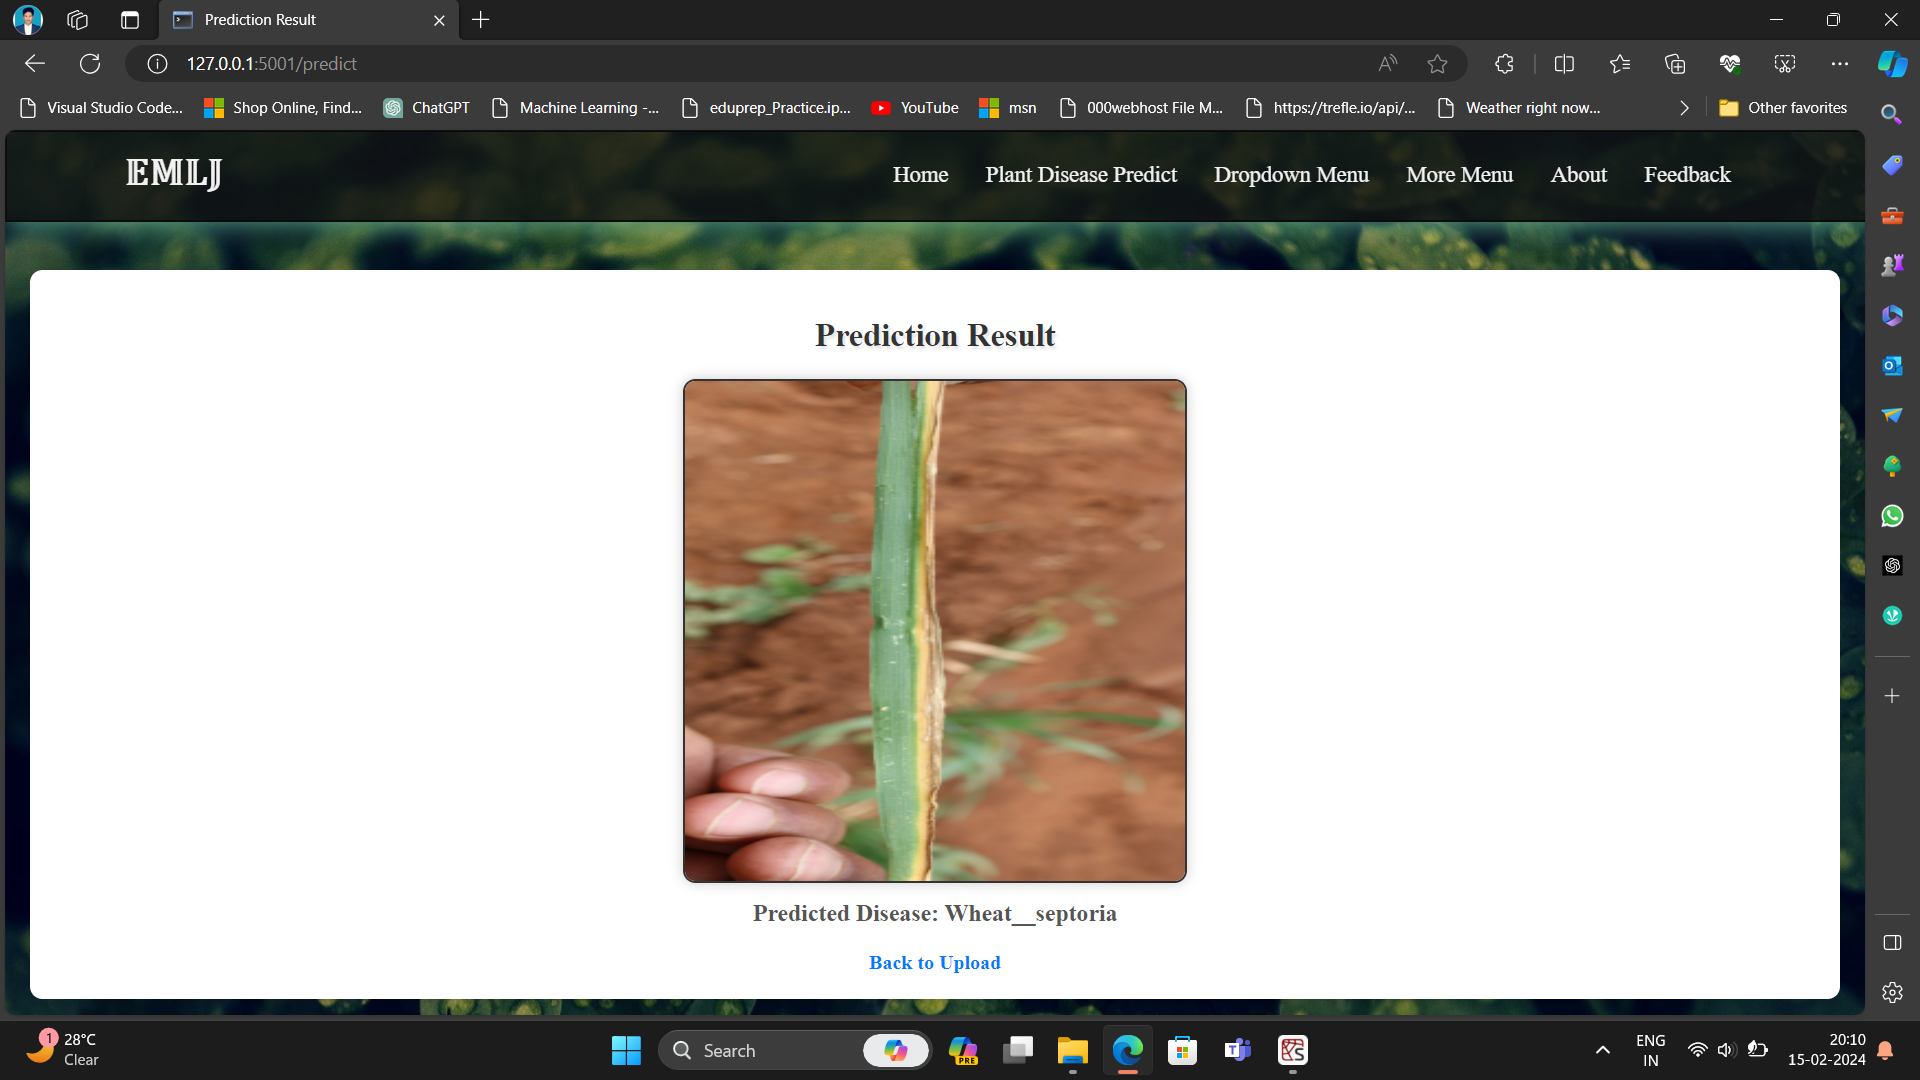 Prediction Result
127.0.0.1:5001/predict
Visual Studio Code... Shop Online, Find... ChatGPT Machine Learning -... eduprep_Practice.ip... YouTube msn 000webhost File M... https://trefle.io/api/... Weather right now... Other favorites
EMLJ Home Plant Disease Predict Dropdown Menu More Menu About Feedback
Prediction Result
Predicted Disease: Wheat__septoria
Back to Upload
1 28°C
Clear
Search
PRE
ENG
IN
20:10
15-02-2024